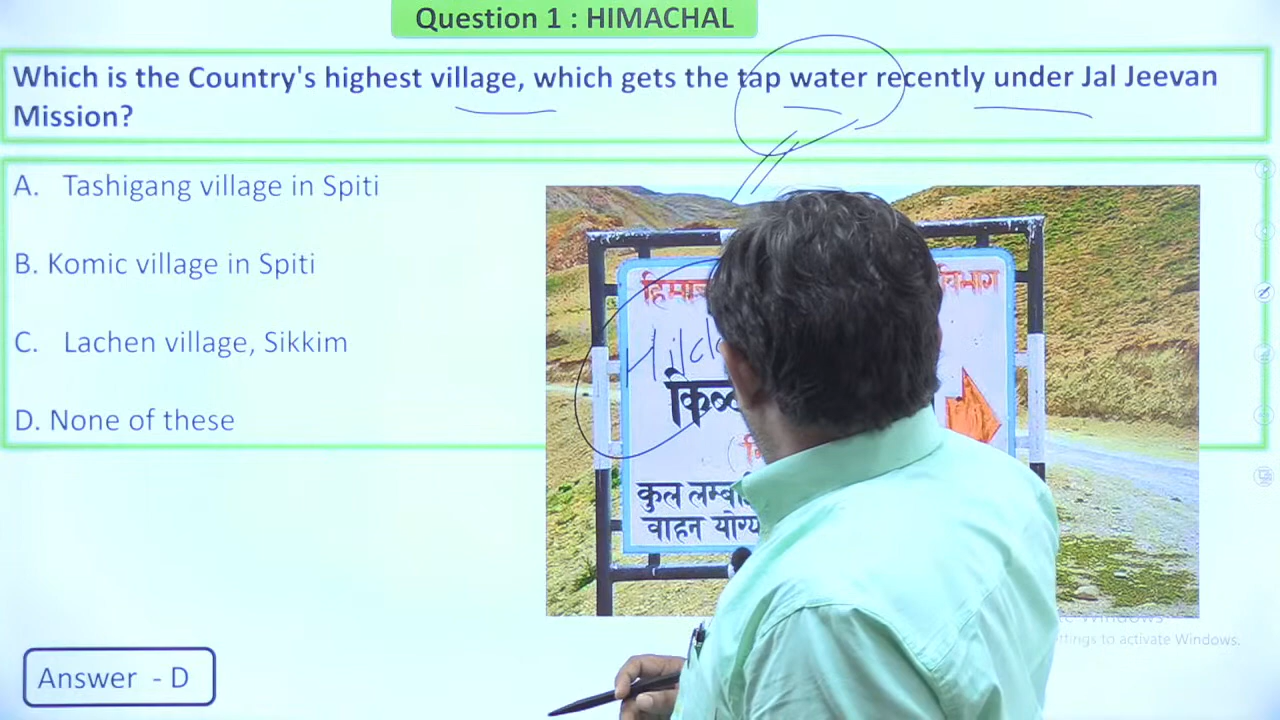 Question 1 : HIMACHAL
Which is the Country's highest village, which gets the tap water recently under Jal Jeevan
Mission?
A. Tashigang village in Spiti
B. Komic village in Spiti
C. Lachen village, Sikkim
D. None of these
कुल
वाहन
Answer - D